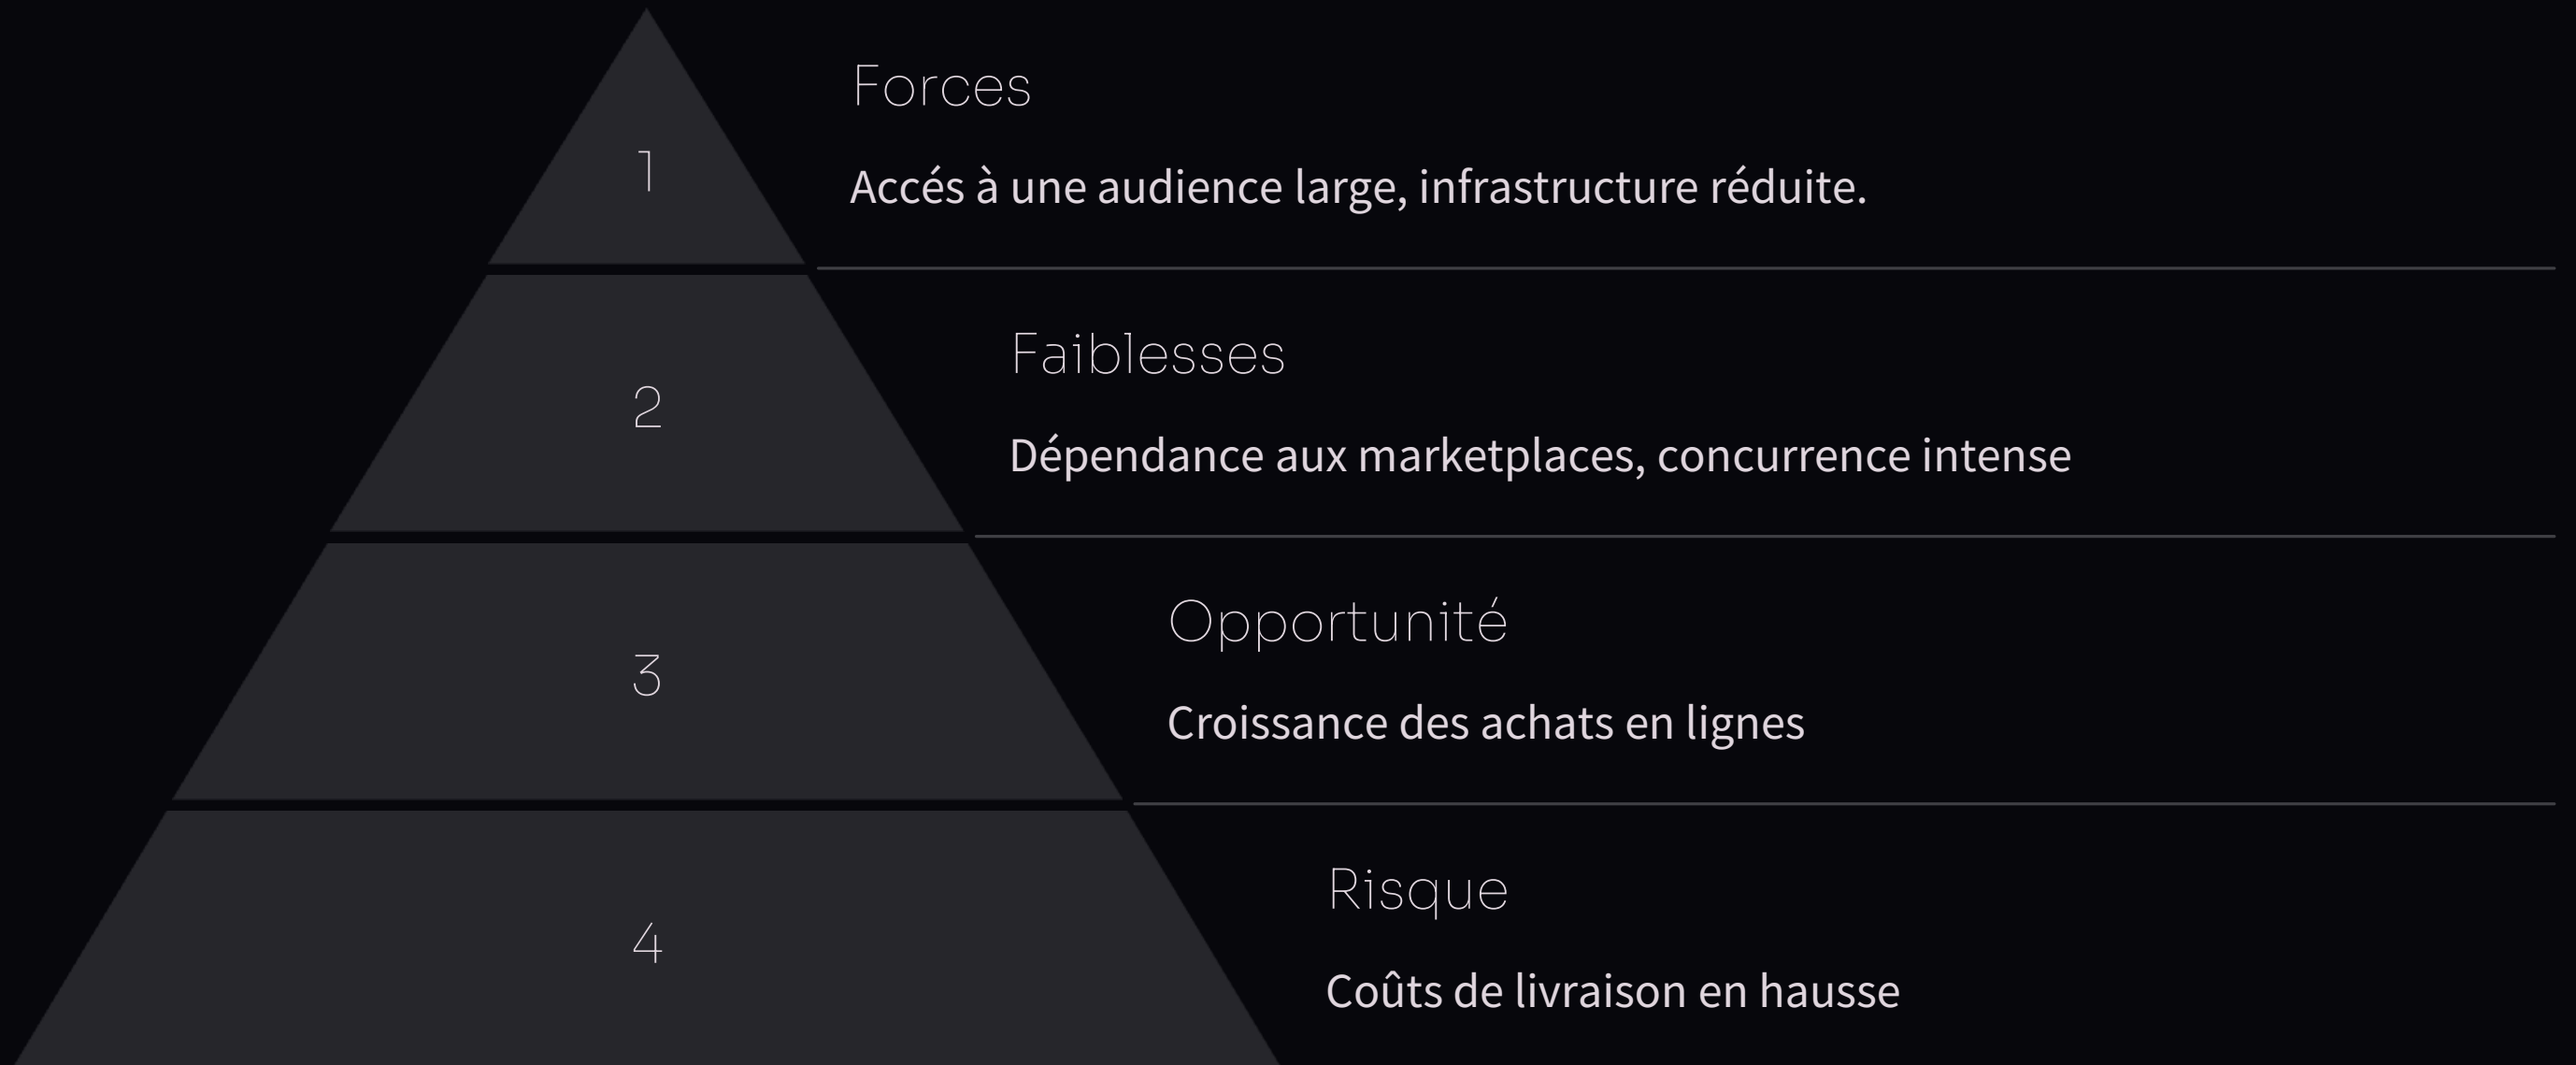 1
Forces
Accés à une audience large, infrastructure réduite.
2
Faiblesses
Dépendance aux marketplaces, concurrence intense
3
Opportunité
Croissance des achats en lignes
4
Risque
Coûts de livraison en hausse